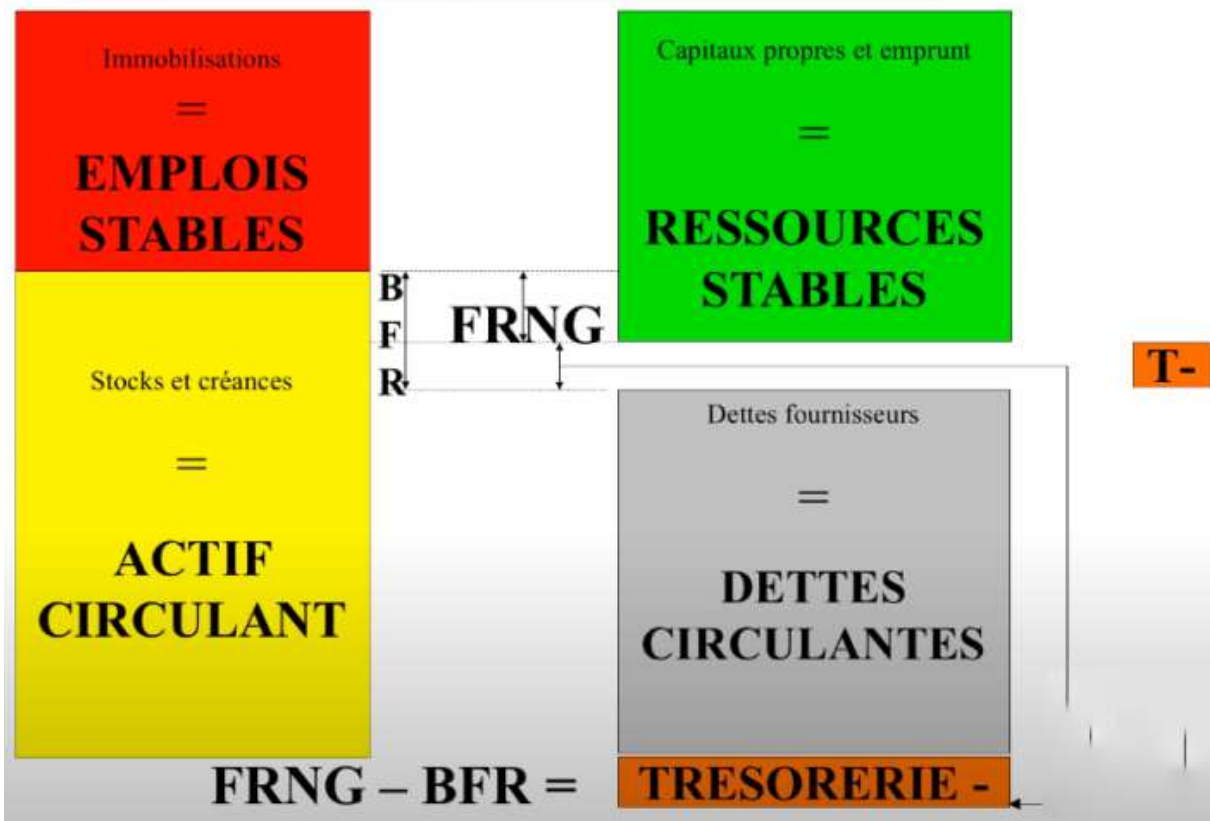 Immobilisations
=
EMPLOIS
STABLES
Capitaux propres et emprunt
=
RESSOURCES
STABLES
B
F
R
FRNG
T-
Stocks et créances
=
ACTIF
CIRCULANT
Dettes fournisseurs
=
DETTES
CIRCULANTES
FRNG – BFR =
TRESORERIE -